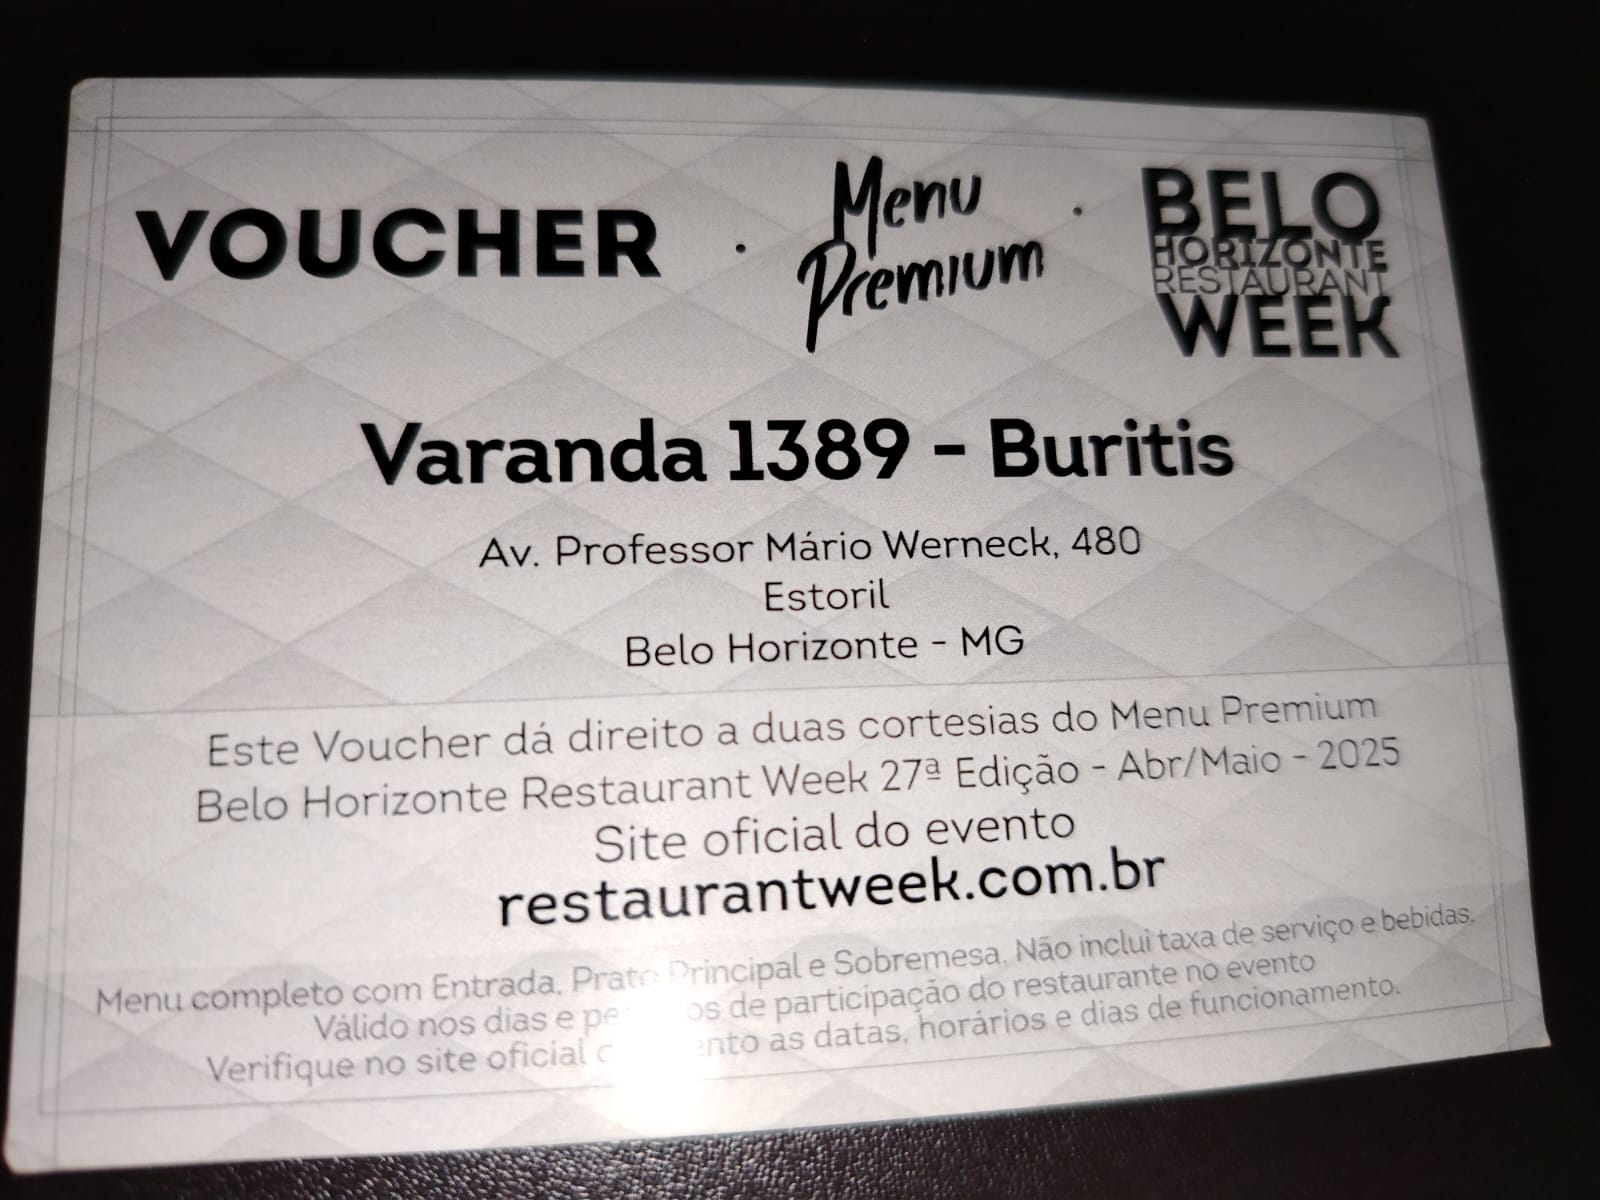 VOUCHER · Menu Premium · BELO HORIZONTE RESTAURANT WEEK
Varanda 1389 - Buritis
Av. Professor Mário Werneck, 480
Estoril
Belo Horizonte - MG
Este Voucher dá direito a duas cortesias do Menu Premium
Belo Horizonte Restaurant Week 27ª Edição - Abr/Maio - 2025
Site oficial do evento
restaurantweek.com.br
Menu completo com Entrada, Prato Principal e Sobremesa. Não inclui taxa de serviço e bebidas.
Válido nos dias e de participação do restaurante no evento
Verifique no site oficial as datas, horários e dias de funcionamento.